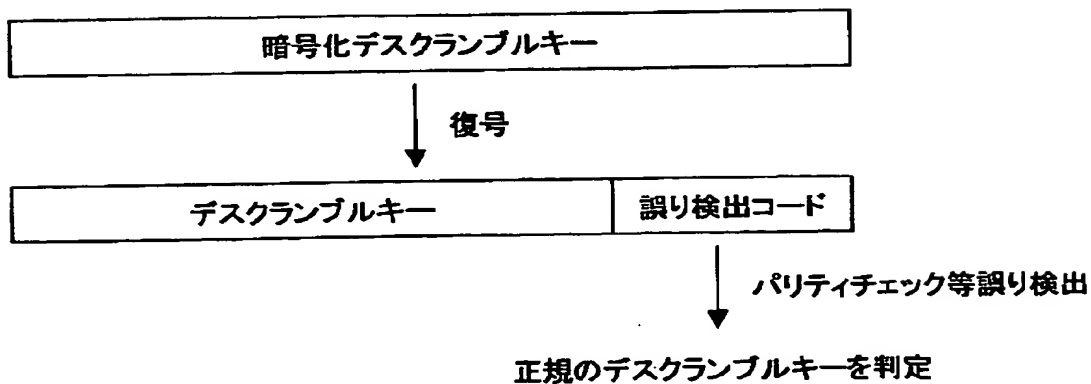 暗号化デスクランブルキー
復号
デスクランブルキー
誤り検出コード
パリティチェック等誤り検出
正規のデスクランブルキーを判定